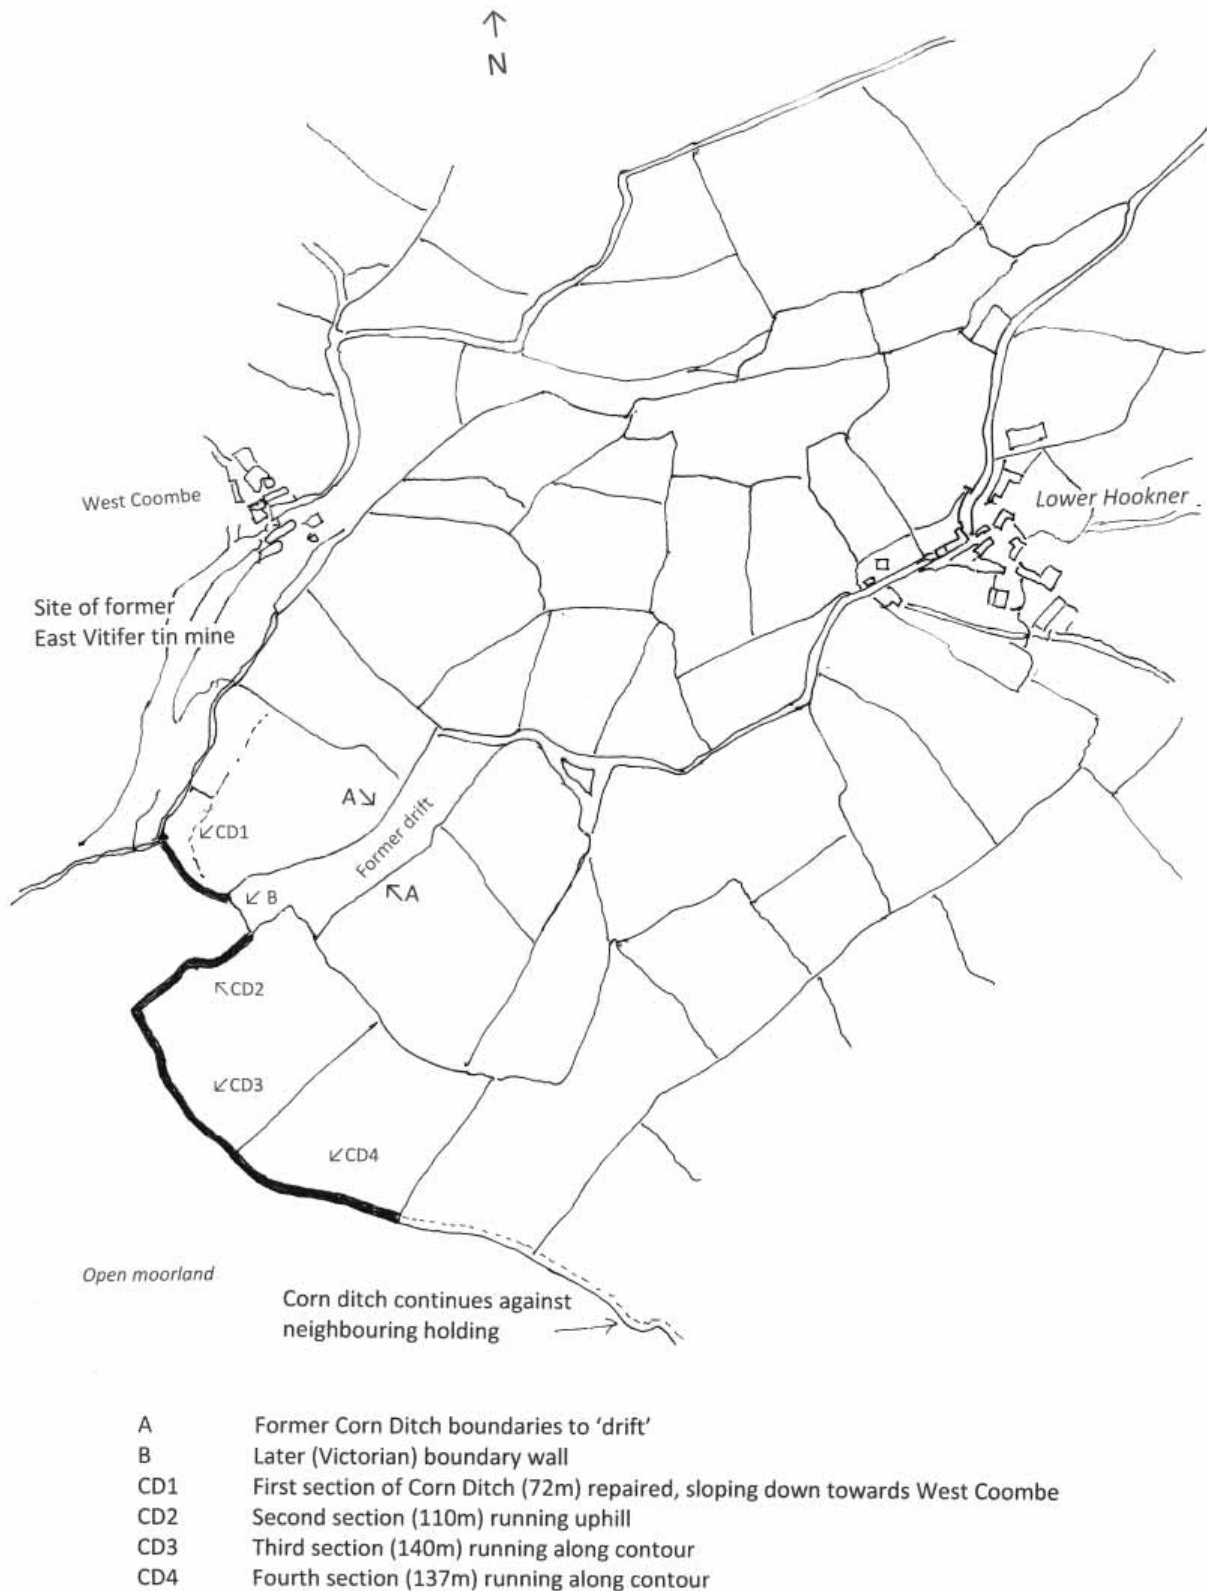 N
West Coombe
Lower Hookner
Site of former
East Vitifer tin mine
A
Former drift
CD1
A
B
CD2
CD3
CD4
Open moorland
Corn ditch continues against
neighbouring holding
A Former Corn Ditch boundaries to ‘drift’
B Later (Victorian) boundary wall
CD1 First section of Corn Ditch (72m) repaired, sloping down towards West Coombe
CD2 Second section (110m) running uphill
CD3 Third section (140m) running along contour
CD4 Fourth section (137m) running along contour